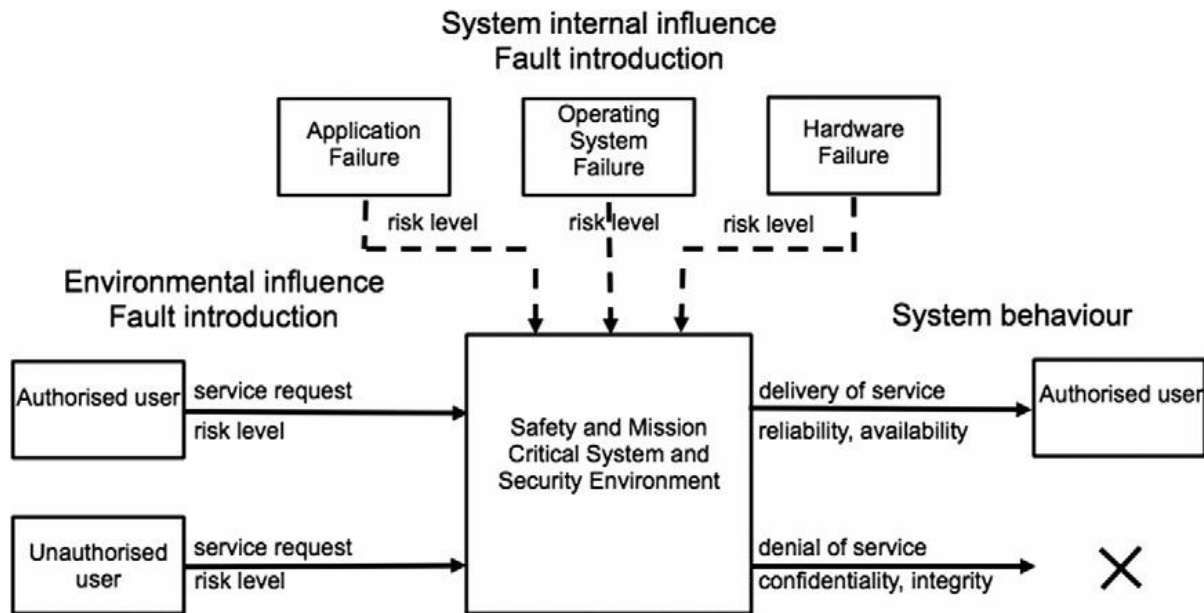 System internal influence
Fault introduction
Application
Failure
Operating
System
Failure
Hardware
Failure
risk level
risk level
risk level
Environmental influence
Fault introduction
System behaviour
Authorised user
service request
risk level
Safety and Mission
Critical System and
Security Environment
delivery of service
reliability, availability
Authorised user
Unauthorised
user
service request
risk level
denial of service
confidentiality, integrity